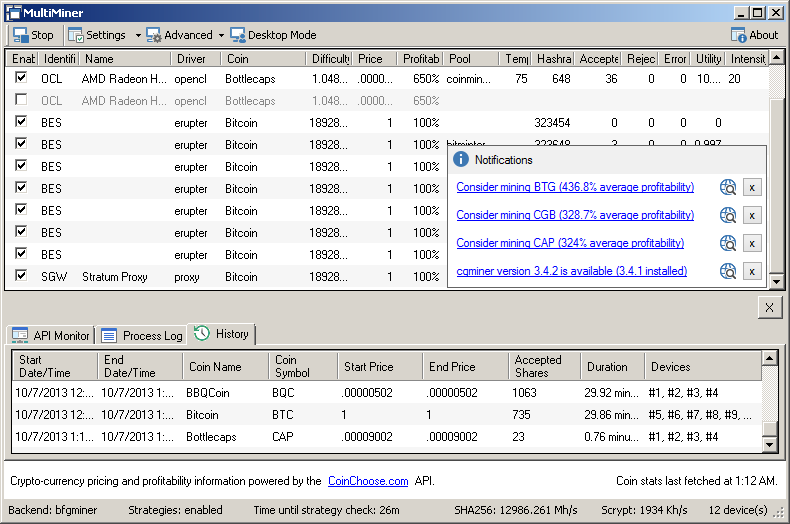 MultiMiner
Stop Settings Advanced Desktop Mode About
Enabl Identifi Name Driver Coin Difficulty Price Profitab Pool Temp Hashra Accepte Rejec Error Utility Intensit
OCL AMD Radeon H... opencl Bottlecaps 1.048... .0000... 650% coinmin... 75 648 36 0 0 10.... 20
OCL AMD Radeon H... opencl Bottlecaps 1.048... .0000... 650%
BES erupter Bitcoin 18928... 1 100% 323454 0 0 0 0
BES erupter Bitcoin 18928... 1 100% bitminter 323648 3 0 0 0.997
BES erupter Bitcoin 18928... 1 100%
BES erupter Bitcoin 18928... 1 100%
BES erupter Bitcoin 18928... 1 100%
BES erupter Bitcoin 18928... 1 100%
BES erupter Bitcoin 18928... 1 100%
BES erupter Bitcoin 18928... 1 100%
SGW Stratum Proxy proxy Bitcoin 18928... 1 100%
Notifications
Consider mining BTG (436.8% average profitability) x
Consider mining CGB (328.7% average profitability) x
Consider mining CAP (324% average profitability) x
cgminer version 3.4.2 is available (3.4.1 installed) x
X
API Monitor Process Log History
Start Date/Time End Date/Time Coin Name Coin Symbol Start Price End Price Accepted Shares Duration Devices
10/7/2013 12:... 10/7/2013 1:... BBQCoin BQC .00000502 .00000502 1063 29.92 min... #1, #2, #3, #4
10/7/2013 12:... 10/7/2013 1:... Bitcoin BTC 1 1 735 29.86 min... #5, #6, #7, #8, #9, ...
10/7/2013 1:1... 10/7/2013 1:... Bottlecaps CAP .00009002 .00009002 23 0.76 minu... #1, #2, #3, #4
Crypto-currency pricing and profitability information powered by the CoinChoose.com API. Coin stats last fetched at 1:12 AM.
Backend: bfgminer Strategies: enabled Time until strategy check: 26m SHA256: 12986.261 Mh/s Scrypt: 1934 Kh/s 12 device(s)